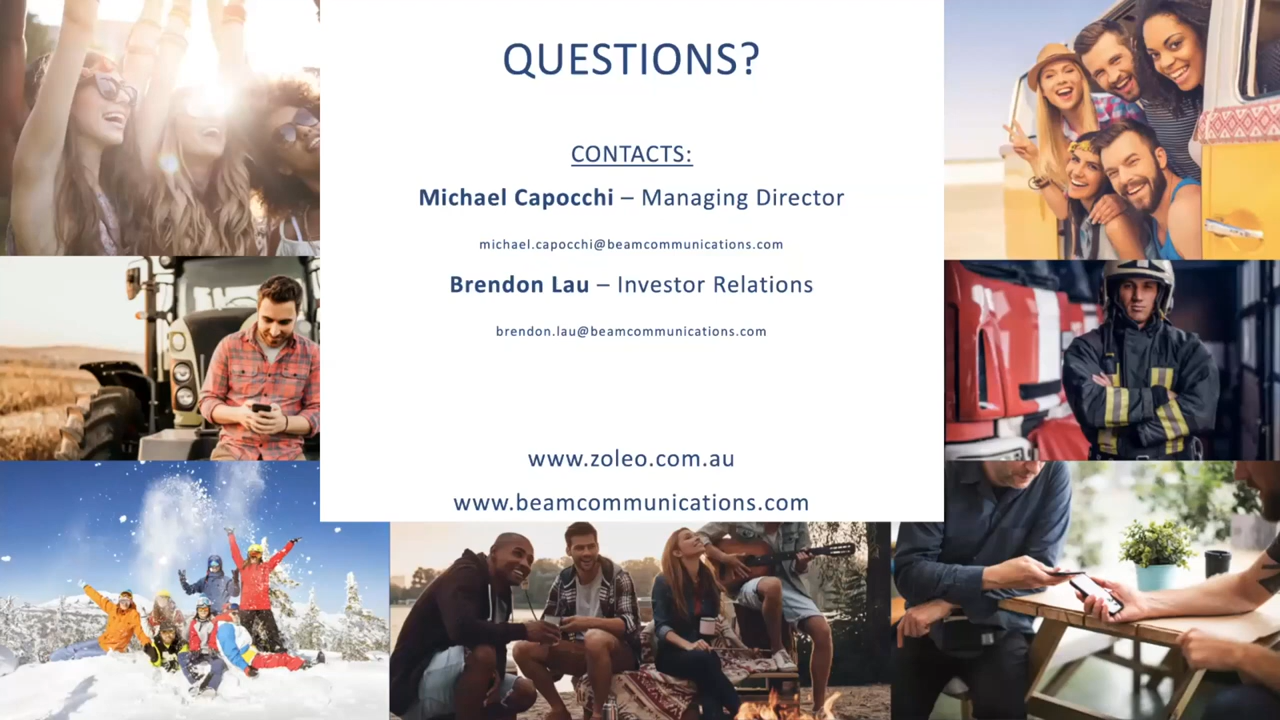 QUESTIONS?
CONTACTS:
Michael Capocchi – Managing Director
michael.capocchi@beamcommunications.com
Brendon Lau – Investor Relations
brendon.lau@beamcommunications.com
www.zoleo.com.au
www.beamcommunications.com